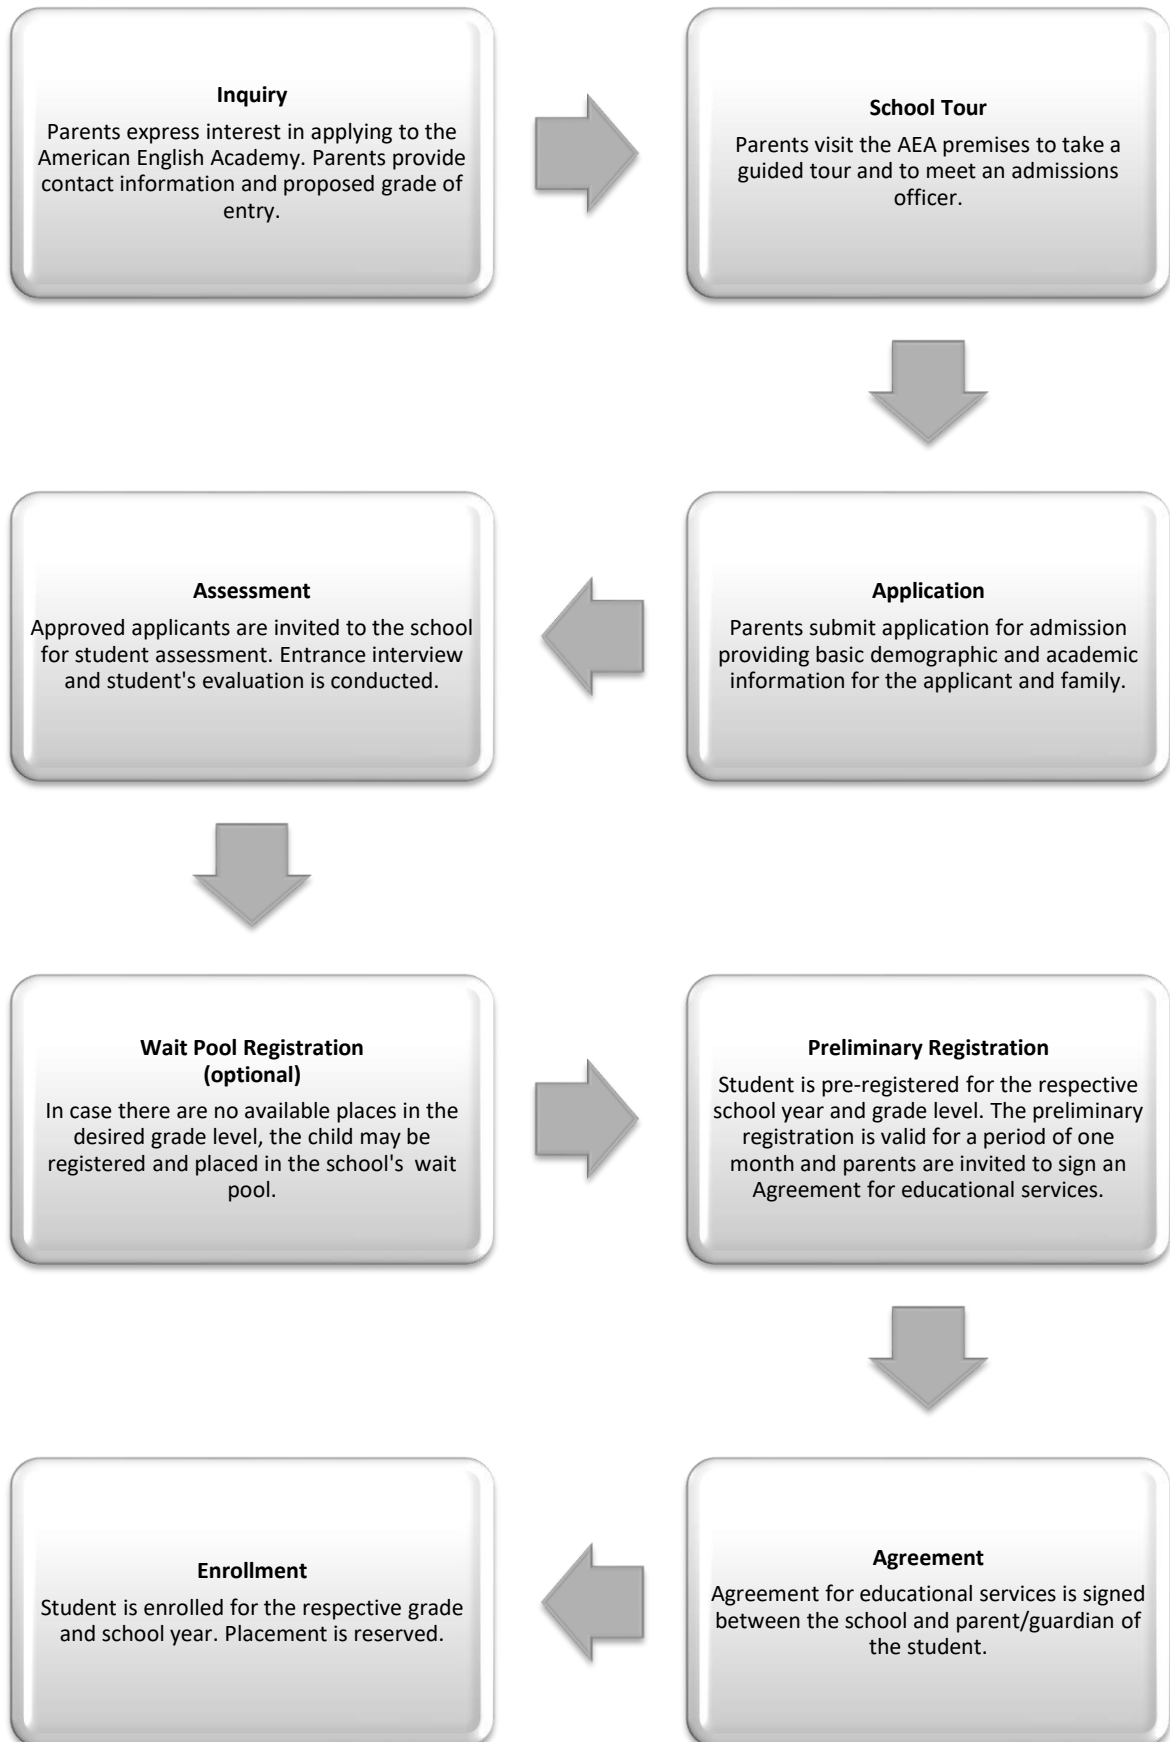 Inquiry
Parents express interest in applying to the
American English Academy. Parents provide
contact information and proposed grade of
entry.
School Tour
Parents visit the AEA premises to take a
guided tour and to meet an admissions
officer.
Application
Parents submit application for admission
providing basic demographic and academic
information for the applicant and family.
Assessment
Approved applicants are invited to the school
for student assessment. Entrance interview
and student's evaluation is conducted.
Wait Pool Registration
(optional)
In case there are no available places in the
desired grade level, the child may be
registered and placed in the school's  wait
pool.
Preliminary Registration
Student is pre-registered for the respective
school year and grade level. The preliminary
registration is valid for a period of one
month and parents are invited to sign an
Agreement for educational services.
Agreement
Agreement for educational services is signed
between the school and parent/guardian of
the student.
Enrollment
Student is enrolled for the respective grade
and school year. Placement is reserved.